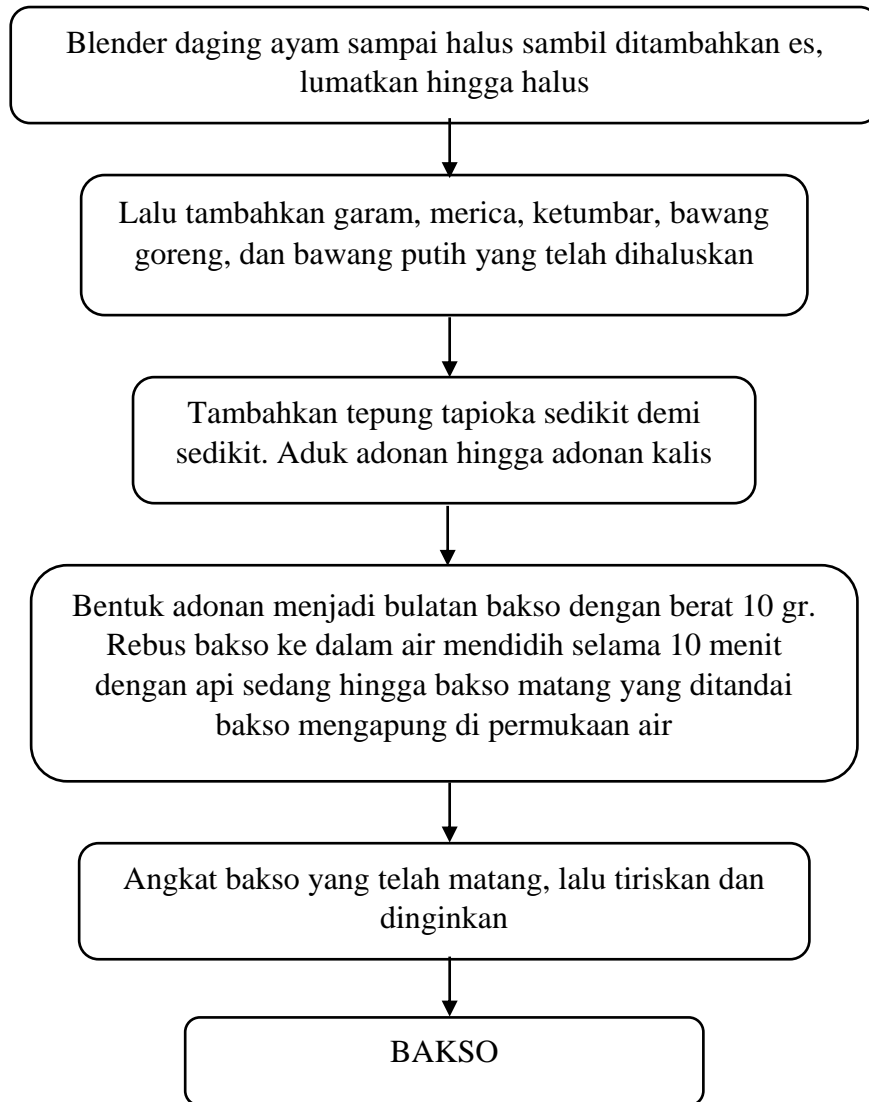 Blender daging ayam sampai halus sambil ditambahkan es,
lumatkan hingga halus
Lalu tambahkan garam, merica, ketumbar, bawang
goreng, dan bawang putih yang telah dihaluskan
Tambahkan tepung tapioka sedikit demi
sedikit. Aduk adonan hingga adonan kalis
Bentuk adonan menjadi bulatan bakso dengan berat 10 gr.
Rebus bakso ke dalam air mendidih selama 10 menit
dengan api sedang hingga bakso matang yang ditandai
bakso mengapung di permukaan air
Angkat bakso yang telah matang, lalu tiriskan dan
dinginkan
BAKSO